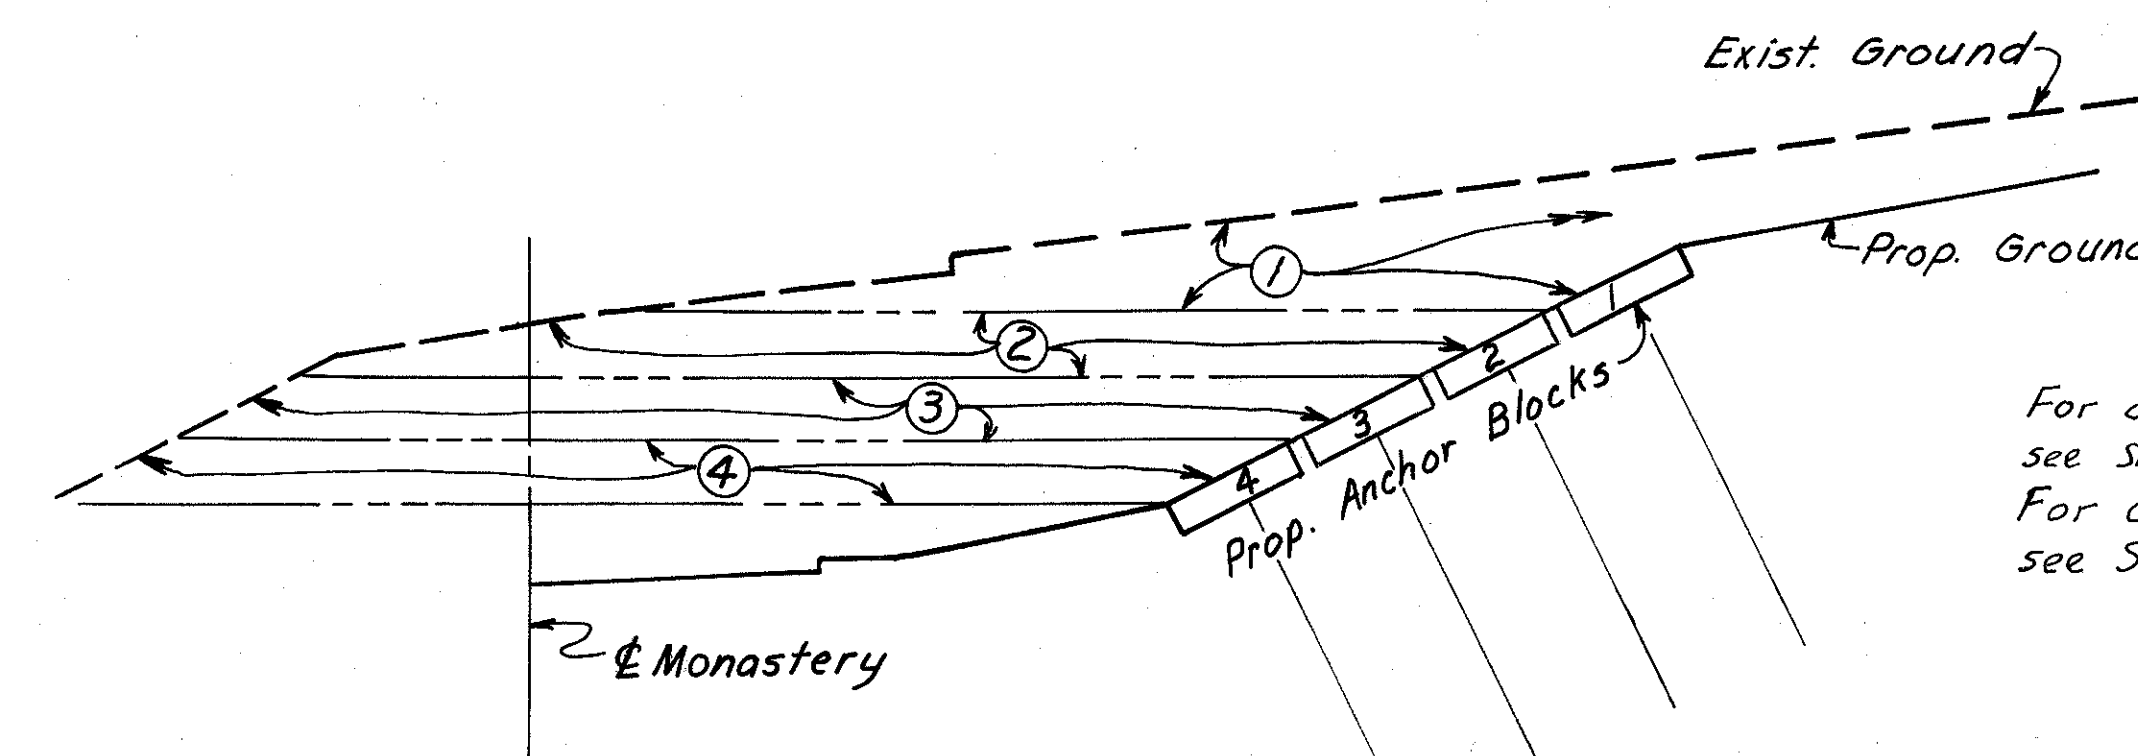 Exist. Ground
1
Prop. Ground
1
2
2
3
3
4
4
Prop. Anchor Blocks
For
see
For
see
℄ Monastery